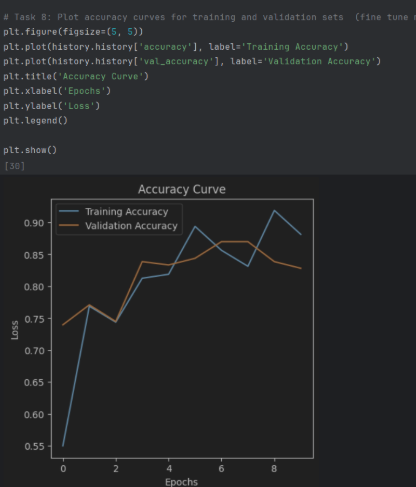 # Task 8: Plot accuracy curves for training and validation sets  (fine tune
plt.figure(figsize=(5, 5))
plt.plot(history.history['accuracy'], label='Training Accuracy')
plt.plot(history.history['val_accuracy'], label='Validation Accuracy')
plt.title('Accuracy Curve')
plt.xlabel('Epochs')
plt.ylabel('Loss')
plt.legend()
plt.show()
[30]
Accuracy Curve
Training Accuracy
Validation Accuracy
0.90
0.85
0.80
0.75
0.70
0.65
0.60
0.55
Loss
0 2 4 6 8
Epochs